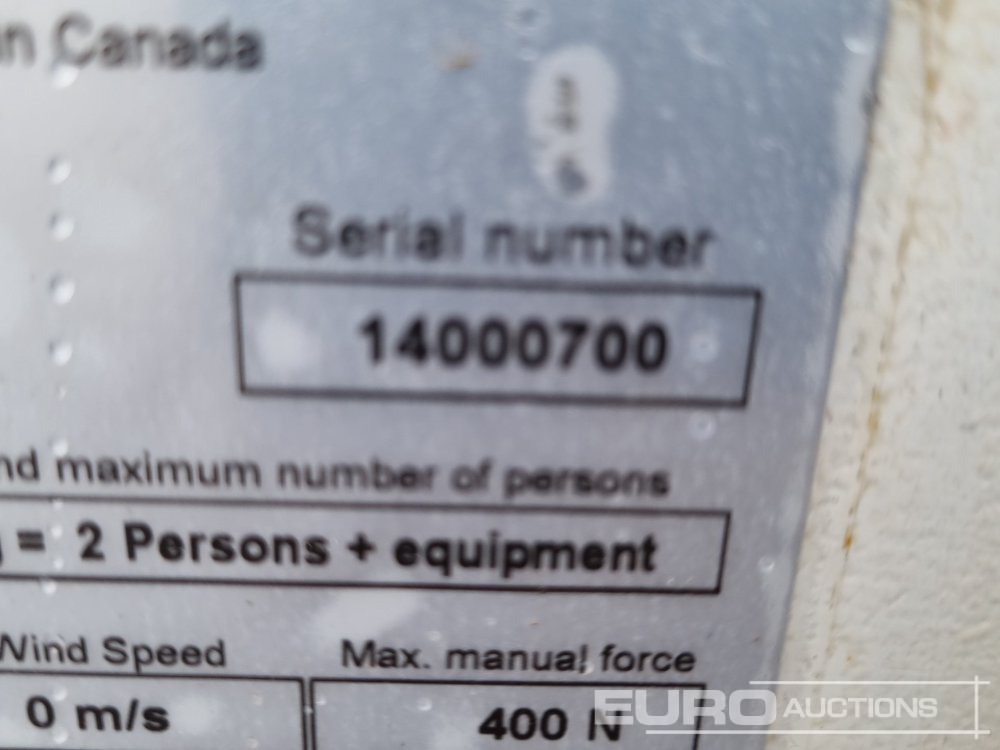 in Canada
Serial number
14000700
nd maximum number of persons
= 2 Persons + equipment
Wind Speed
Max. manual force
0 m/s
400 N
EURO AUCTIONS